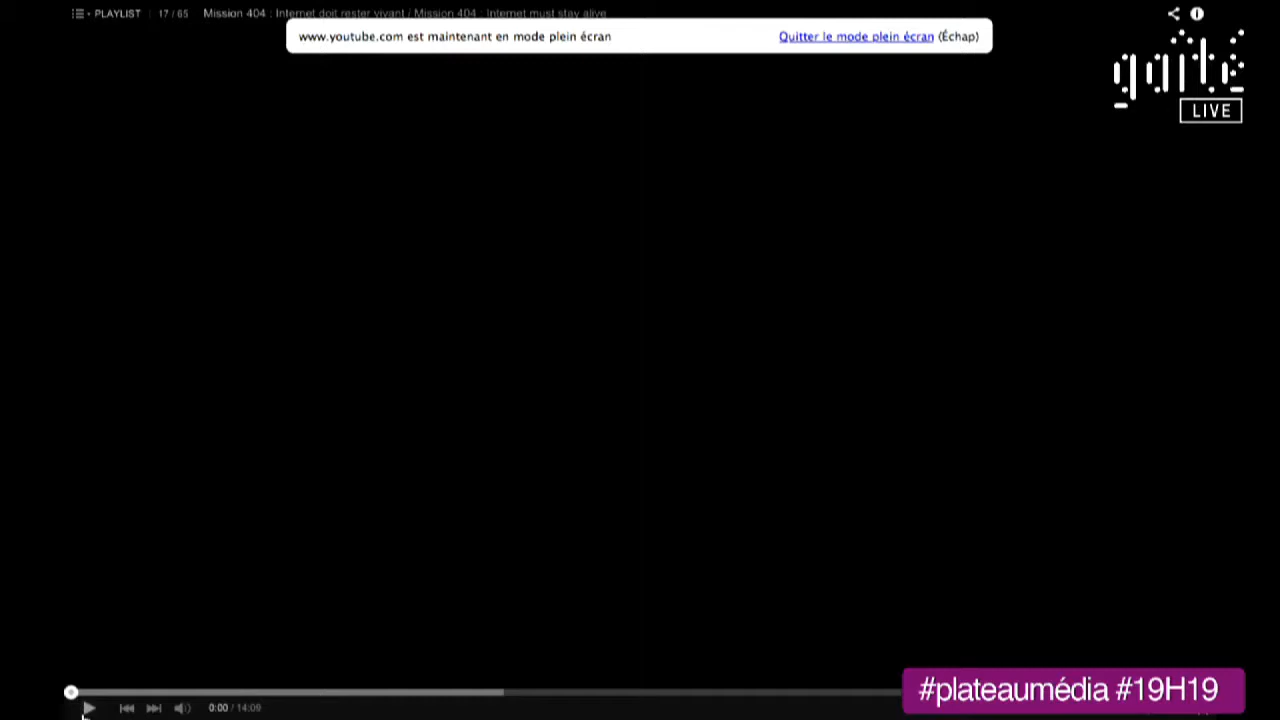 PLAYLIST 17 / 65 Mission 404 : Internet doit rester vivant / Mission 404 : Internet must stay alive
www.youtube.com est maintenant en mode plein écran Quitter le mode plein écran (Échap)
gaîté
LIVE
#plateaumédia #19H19
0:00 / 14:09